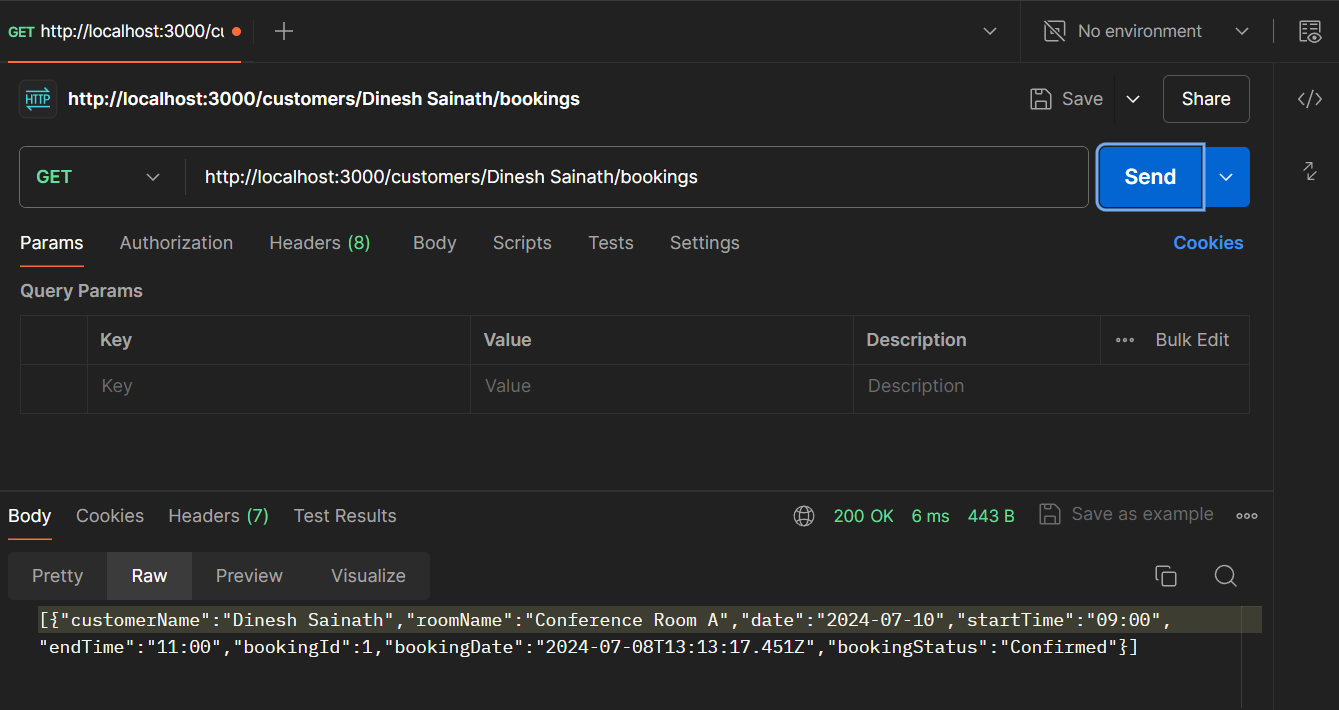 GET http://localhost:3000/cu
No environment
HTTP http://localhost:3000/customers/Dinesh Sainath/bookings
Save
Share
GET http://localhost:3000/customers/Dinesh Sainath/bookings
Send
Params Authorization Headers (8) Body Scripts Tests Settings Cookies
Query Params
Key Value Description Bulk Edit
Key Value Description
Body Cookies Headers (7) Test Results 200 OK 6 ms 443 B Save as example
Pretty Raw Preview Visualize
[{"customerName":"Dinesh Sainath","roomName":"Conference Room A","date":"2024-07-10","startTime":"09:00",
"endTime":"11:00","bookingId":1,"bookingDate":"2024-07-08T13:13:17.451Z","bookingStatus":"Confirmed"}]